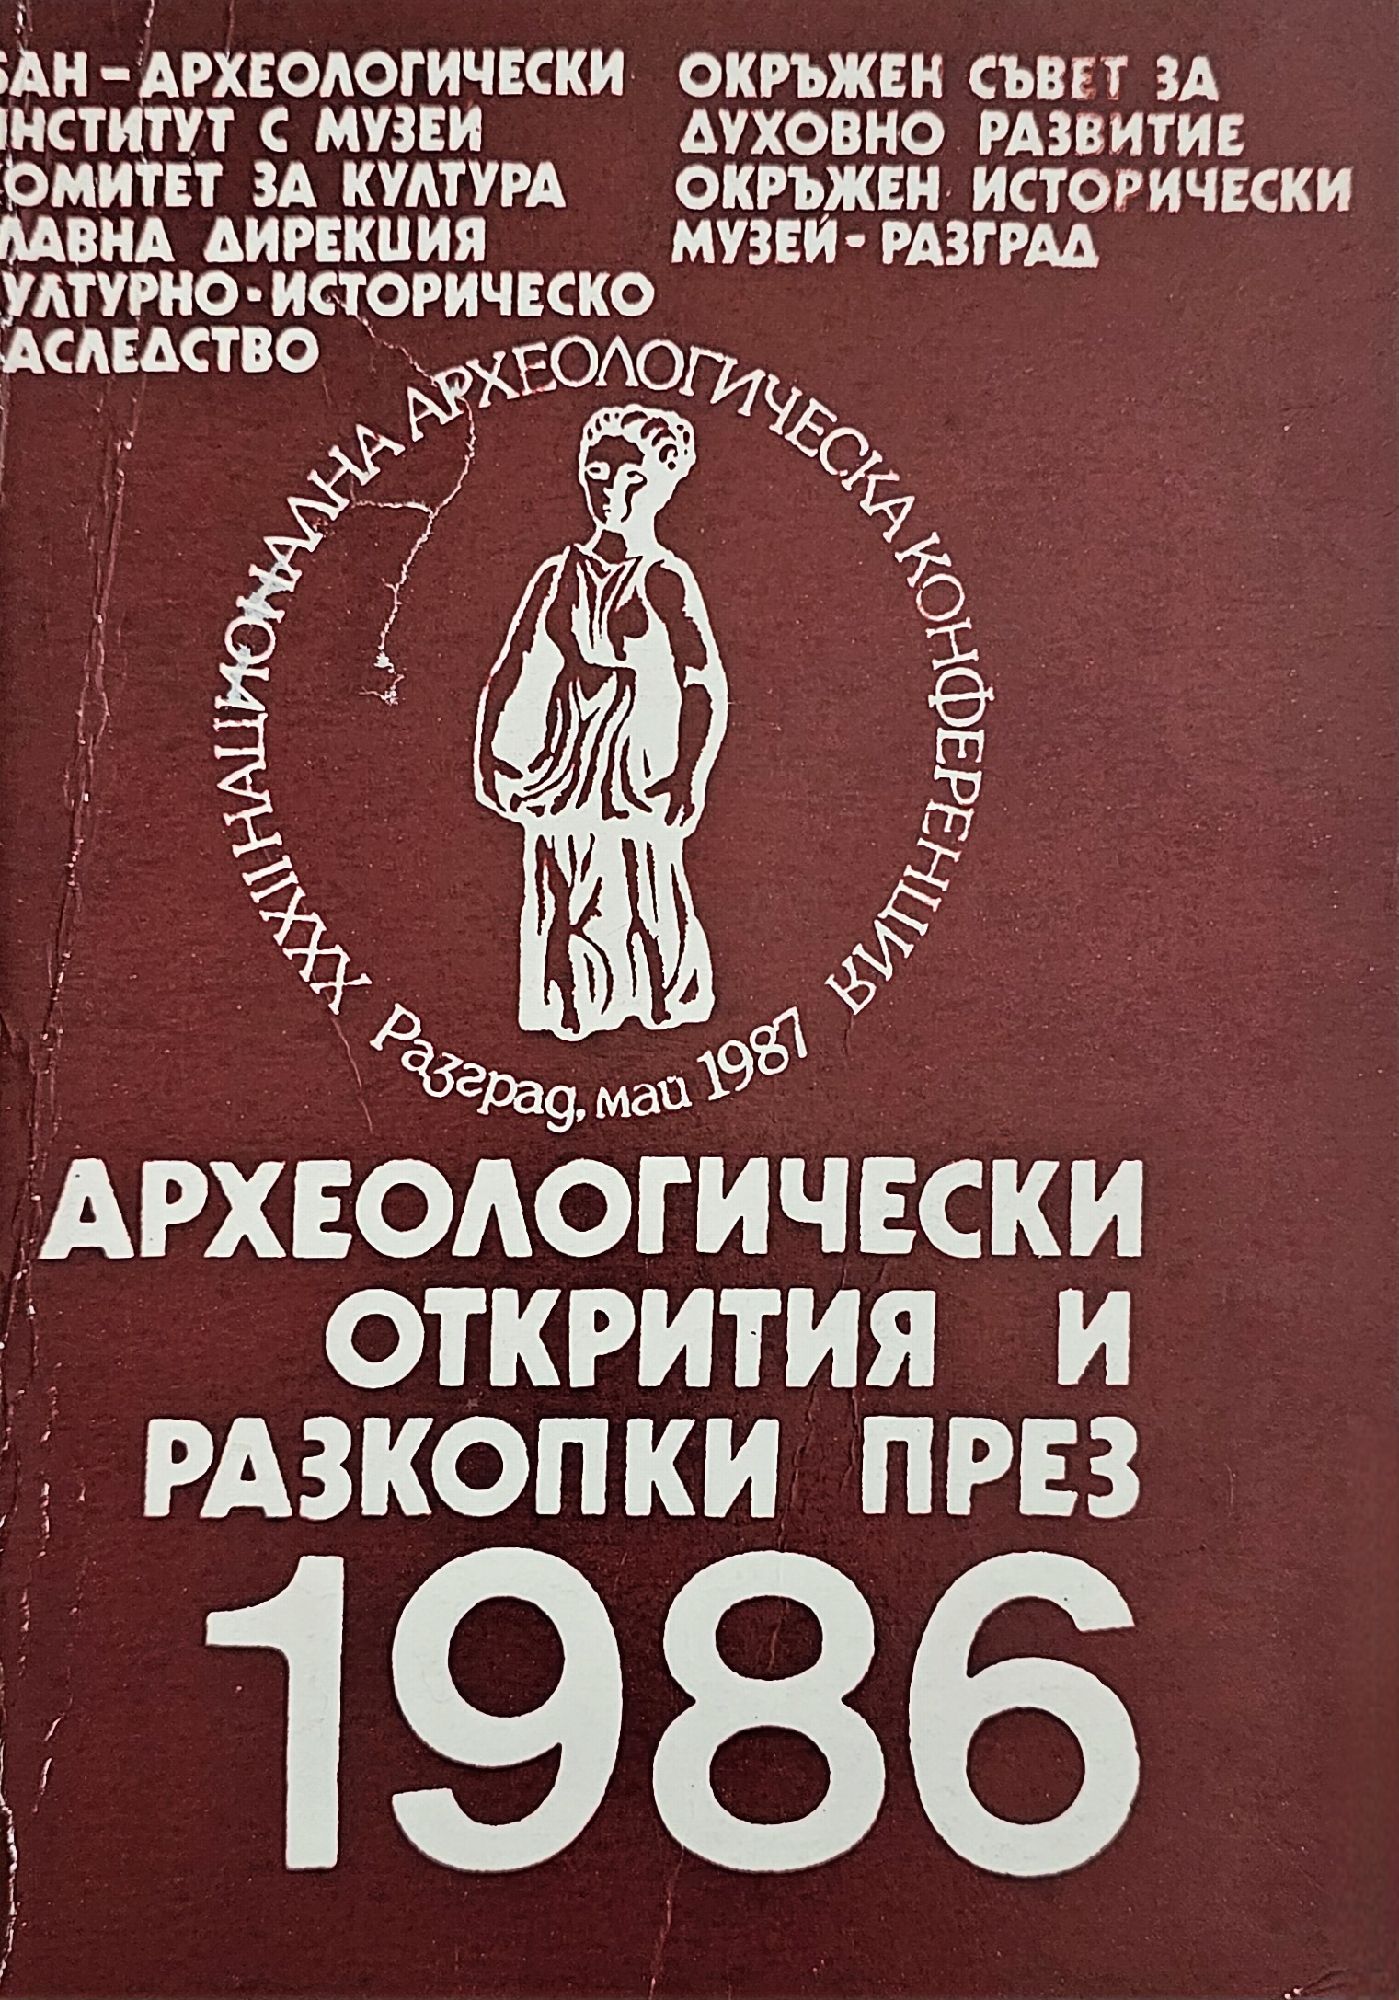 БАН-АРХЕОЛОГИЧЕСКИ
ИНСТИТУТ С МУЗЕЙ
КОМИТЕТ ЗА КУЛТУРА
ГЛАВНА ДИРЕКЦИЯ
КУЛТУРНО-ИСТОРИЧЕСКО
НАСЛЕДСТВО
ОКРЪЖЕН СЪВЕТ ЗА
ДУХОВНО РАЗВИТИЕ
ОКРЪЖЕН ИСТОРИЧЕСКИ
МУЗЕЙ-РАЗГРАД
XXXII НАЦИОНАЛНА АРХЕОЛОГИЧЕСКА КОНФЕРЕНЦИЯ
Разград, май 1987
АРХЕОЛОГИЧЕСКИ
ОТКРИТИЯ И
РАЗКОПКИ ПРЕЗ
1986